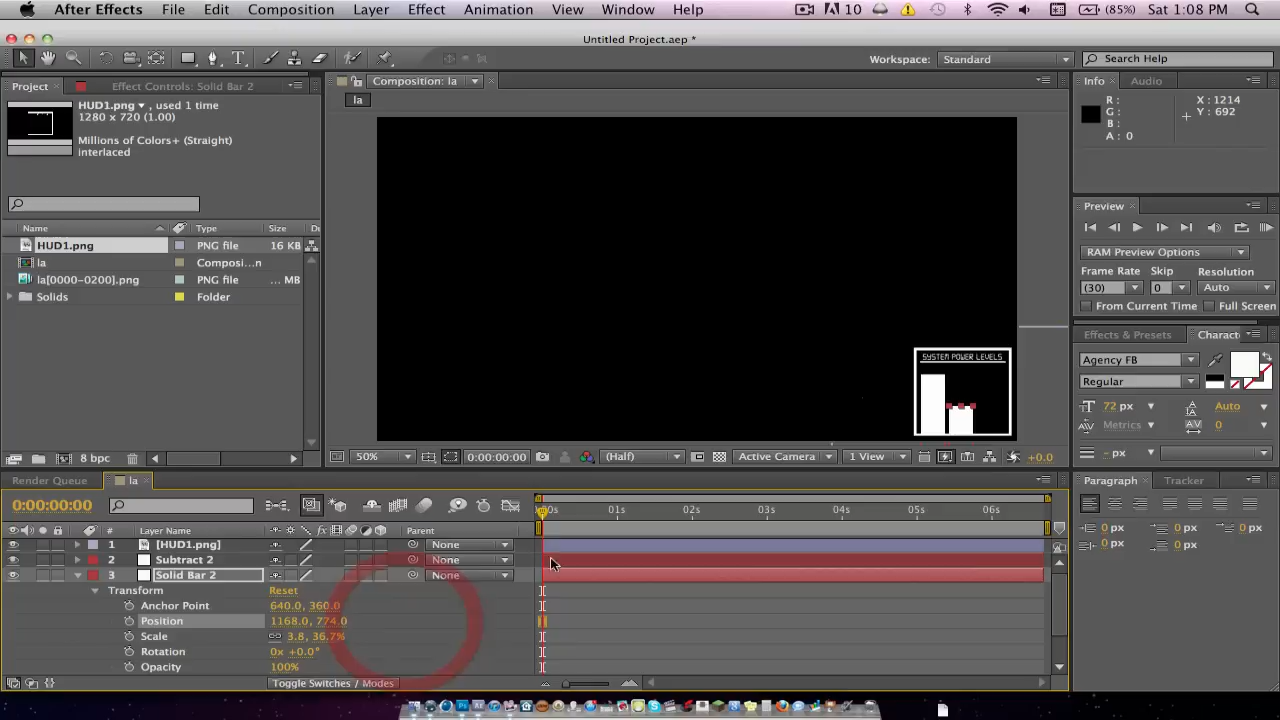 After Effects File Edit Composition Layer Effect Animation View Window Help 10 (85%) Sat 1:08 PM
Untitled Project.aep *
Workspace: Standard Search Help
Project Effect Controls: Solid Bar 2 Composition: la Info Audio
HUD1.png , used 1 time
1280 x 720 (1.00)
la
R: X: 1214
G: Y: 692
B:
A: 0
Millions of Colors+ (Straight)
interlaced
Preview
Name Type Size
HUD1.png PNG file 16 KB
la Composi...n
la[0000-0200].png PNG file ... MB
Solids Folder
RAM Preview Options
Frame Rate Skip Resolution
(30) 0 Auto
From Current Time Full Screen
Effects & Presets Charact
SYSTEM POWER LEVELS
Agency FB
Regular
72 px Auto
Metrics 0
- px
8 bpc
50% 0:00:00:00 (Half) Active Camera 1 View +0.0
Render Queue la
Paragraph Tracker
0:00:00:00
00s 01s 02s 03s 04s 05s 06s
0 px 0 px 0 px
0 px 0 px
# Layer Name Parent
1 [HUD1.png] None
2 Subtract 2 None
3 Solid Bar 2 None
Transform Reset
Anchor Point 640.0, 360.0
Position 1168.0, 774.0
Scale 3.8, 36.7%
Rotation 0x +0.0°
Opacity 100%
Toggle Switches / Modes